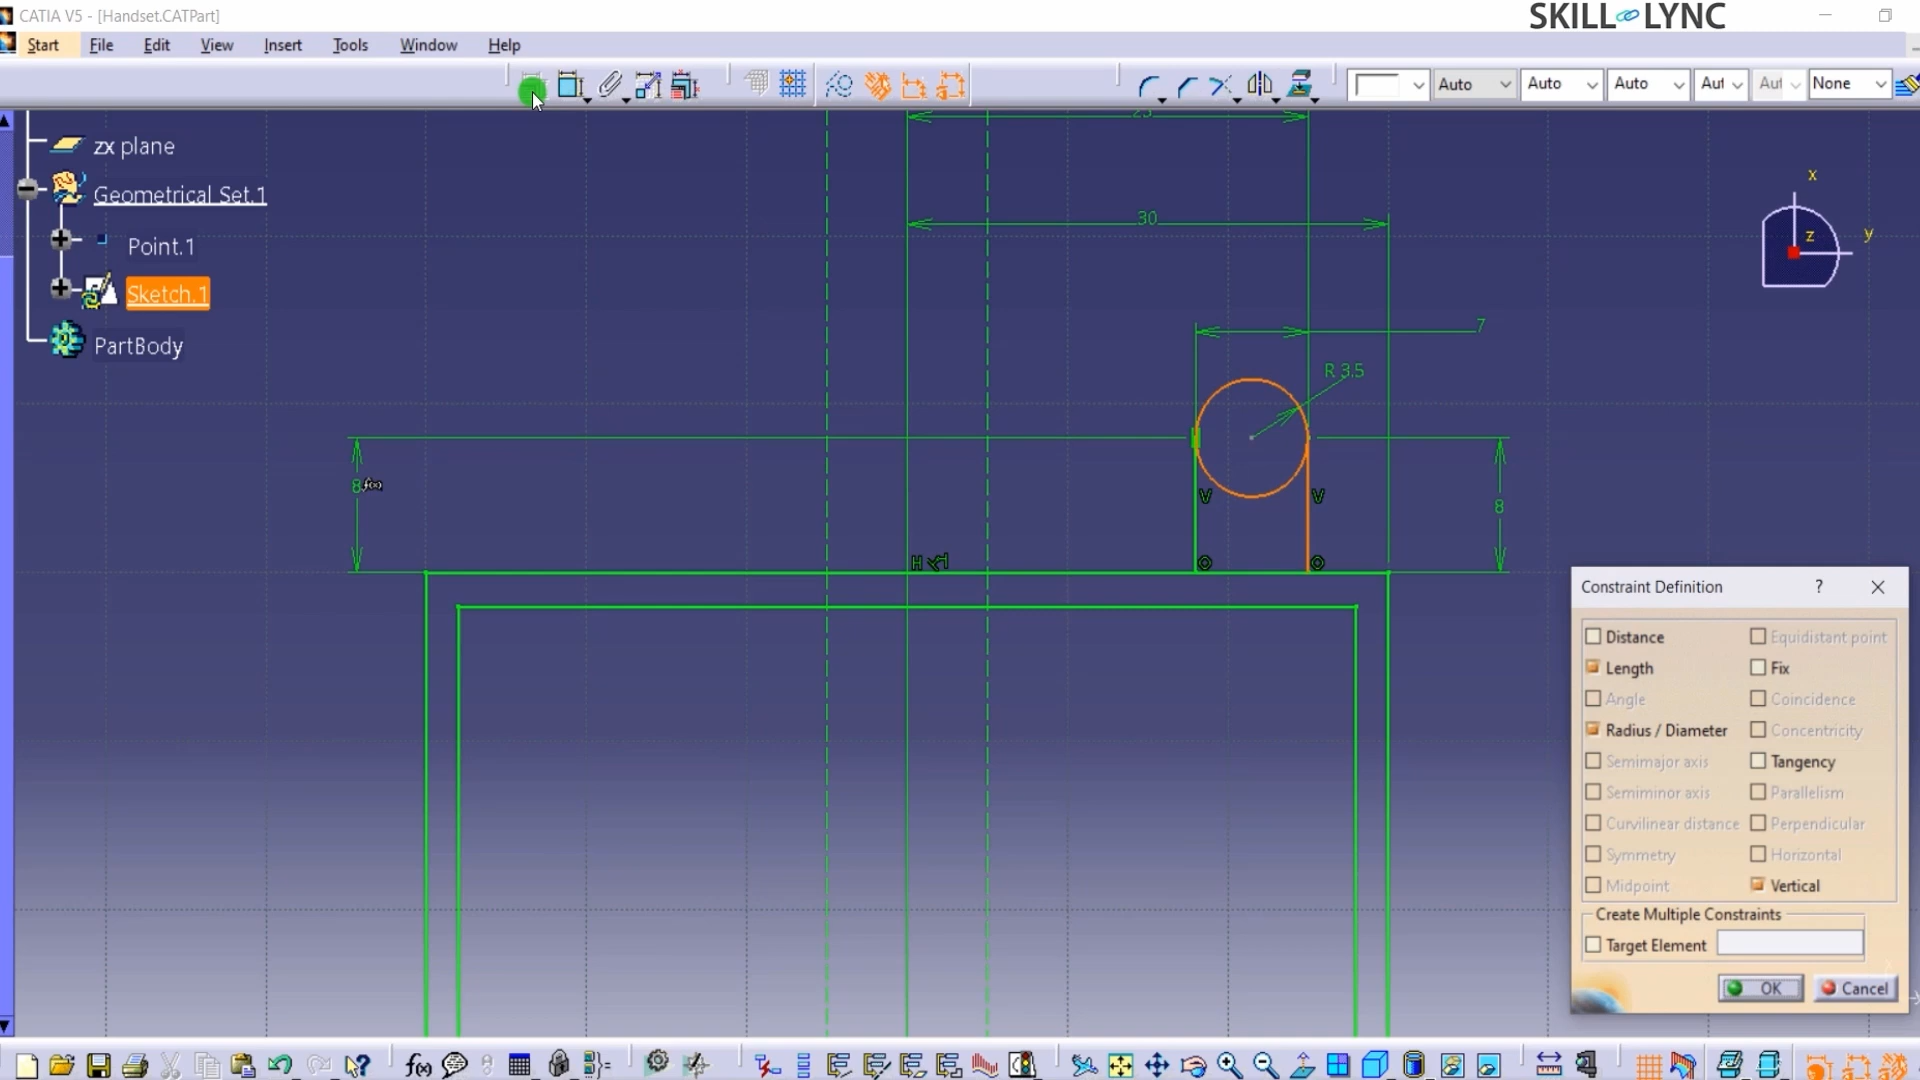 CATIA V5 - [Handset.CATPart]
SKILL LYNC
Start File Edit View Insert Tools Window Help
Auto Auto Auto Aut Aut None
zx plane
Geometrical Set.1
Point.1
Sketch.1
PartBody
x
y
z
30
7
R 3.5
8 f(x)
8
V V
H
Constraint Definition ?
Distance Equidistant point
Length Fix
Angle Coincidence
Radius / Diameter Concentricity
Semimajor axis Tangency
Semiminor axis Parallelism
Curvilinear distance Perpendicular
Symmetry Horizontal
Midpoint Vertical
Create Multiple Constraints
Target Element
OK Cancel
f(x)